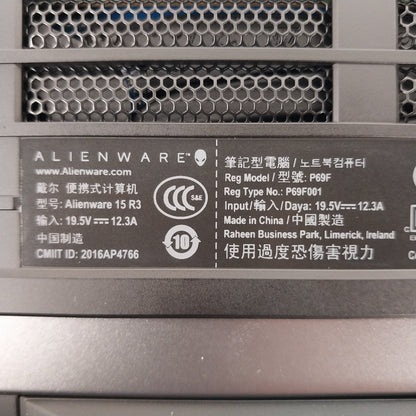 ALIENWARE™
www.Alienware.com
戴尔 便携式计算机
型号: Alienware 15 R3
输入: 19.5V 12.3A
中国制造
CMIIT ID: 2016AP4766
CCC S&E
10
筆記型電腦 / 노트북컴퓨터
Reg Model / 型號: P69F
Reg Type No.: P69F001
Input/輸入/Daya: 19.5V 12.3A
Made in China / 中國製造
Raheen Business Park, Limerick, Ireland
使用過度恐傷害視力